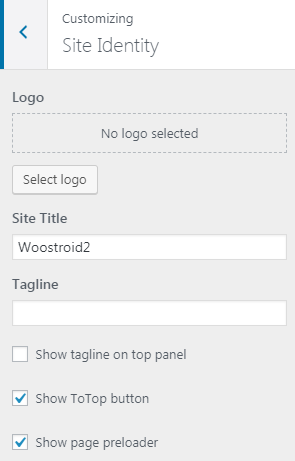 Customizing
Site Identity
Logo
No logo selected
Select logo
Site Title
Woostroid2
Tagline
Show tagline on top panel
Show ToTop button
Show page preloader